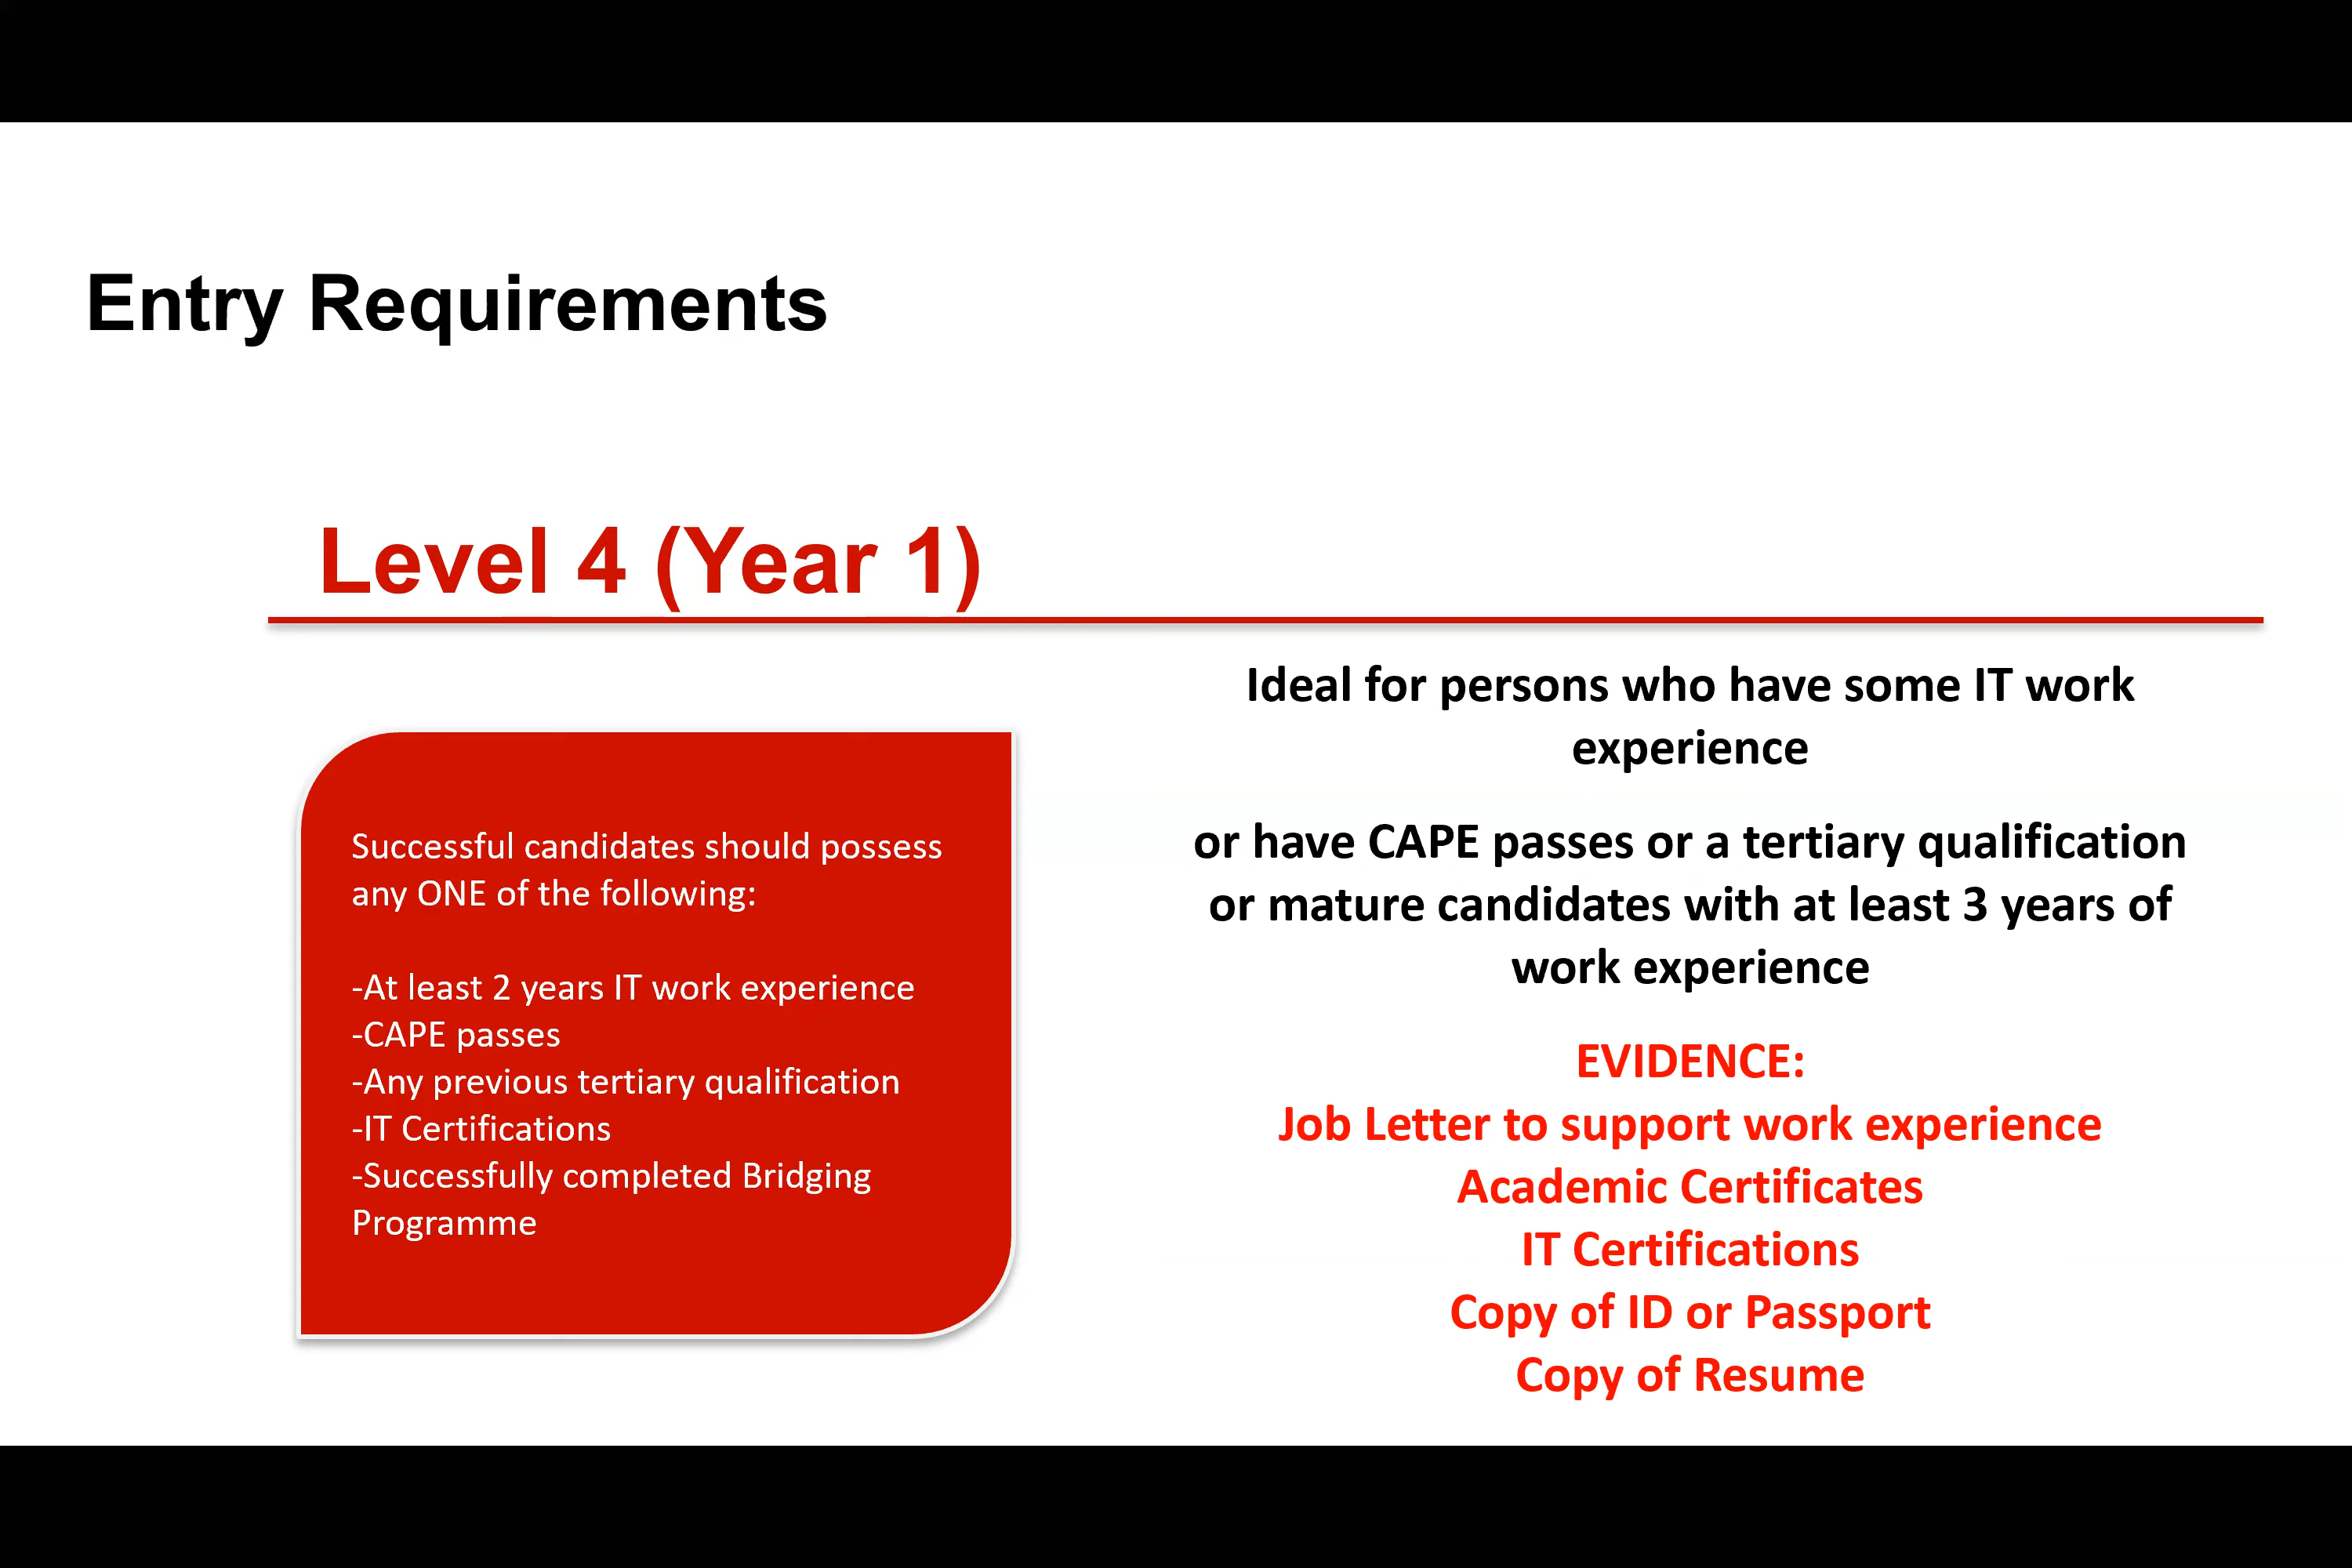 Entry Requirements
Level 4 (Year 1)
Successful candidates should possess
any ONE of the following:
-At least 2 years IT work experience
-CAPE passes
-Any previous tertiary qualification
-IT Certifications
-Successfully completed Bridging
Programme
Ideal for persons who have some IT work
experience
or have CAPE passes or a tertiary qualification
or mature candidates with at least 3 years of
work experience
EVIDENCE:
Job Letter to support work experience
Academic Certificates
IT Certifications
Copy of ID or Passport
Copy of Resume